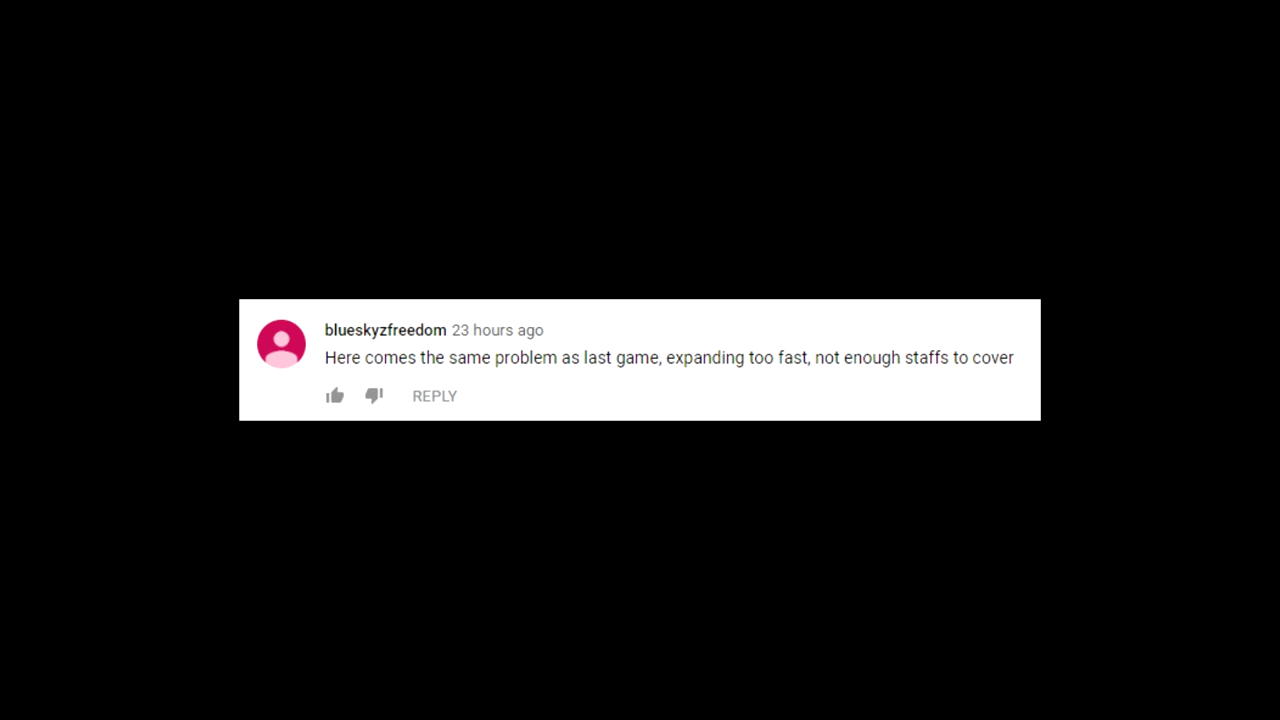 blueskyzfreedom 23 hours ago
Here comes the same problem as last game, expanding too fast, not enough staffs to cover
REPLY